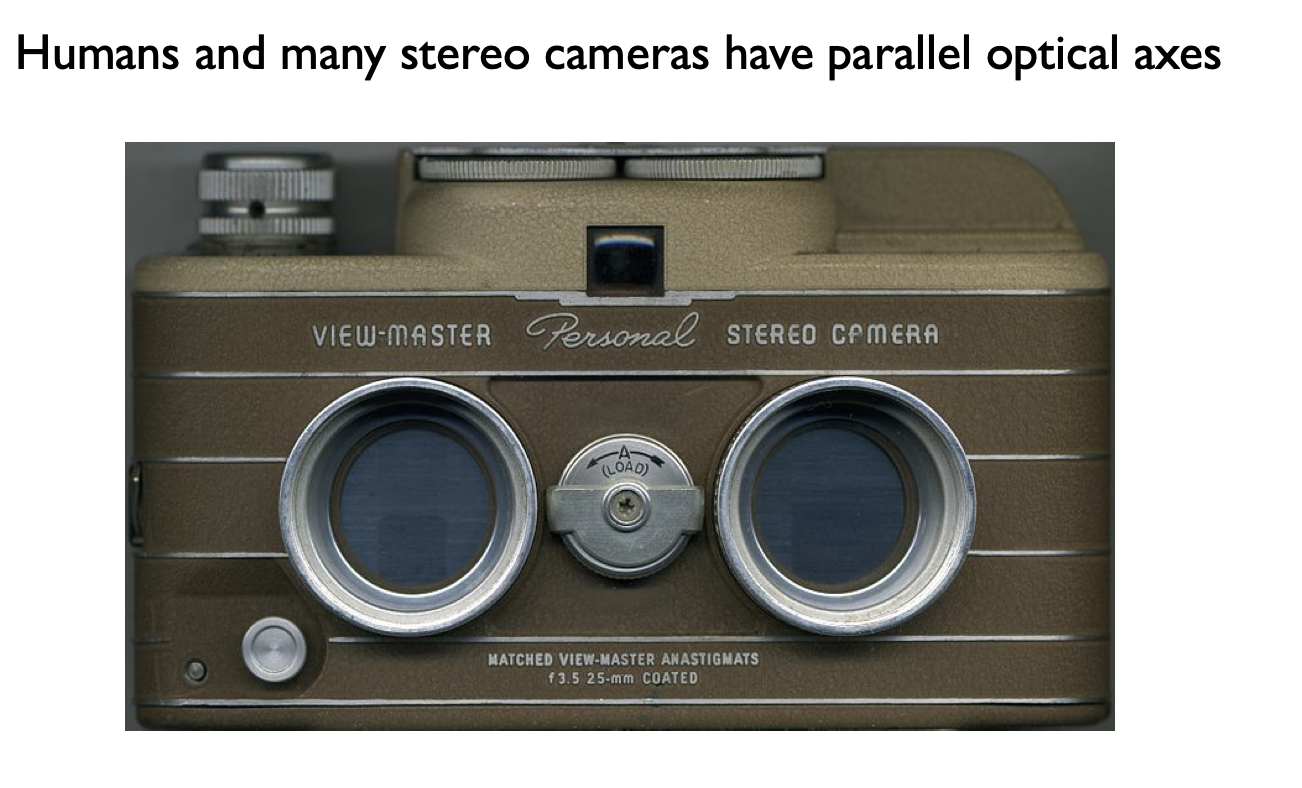 Humans and many stereo cameras have parallel optical axes
VIEW-MASTER Personal STEREO CAMERA
A
(LOAD)
MATCHED VIEW-MASTER ANASTIGMATS
f3.5 25-mm COATED